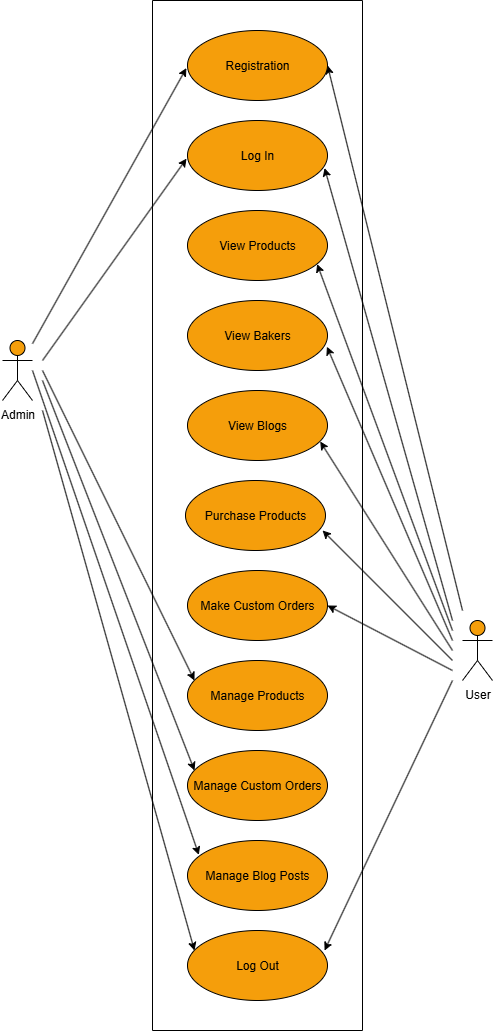 Registration
Log In
View Products
View Bakers
Admin
View Blogs
Purchase Products
Make Custom Orders
User
Manage Products
Manage Custom Orders
Manage Blog Posts
Log Out